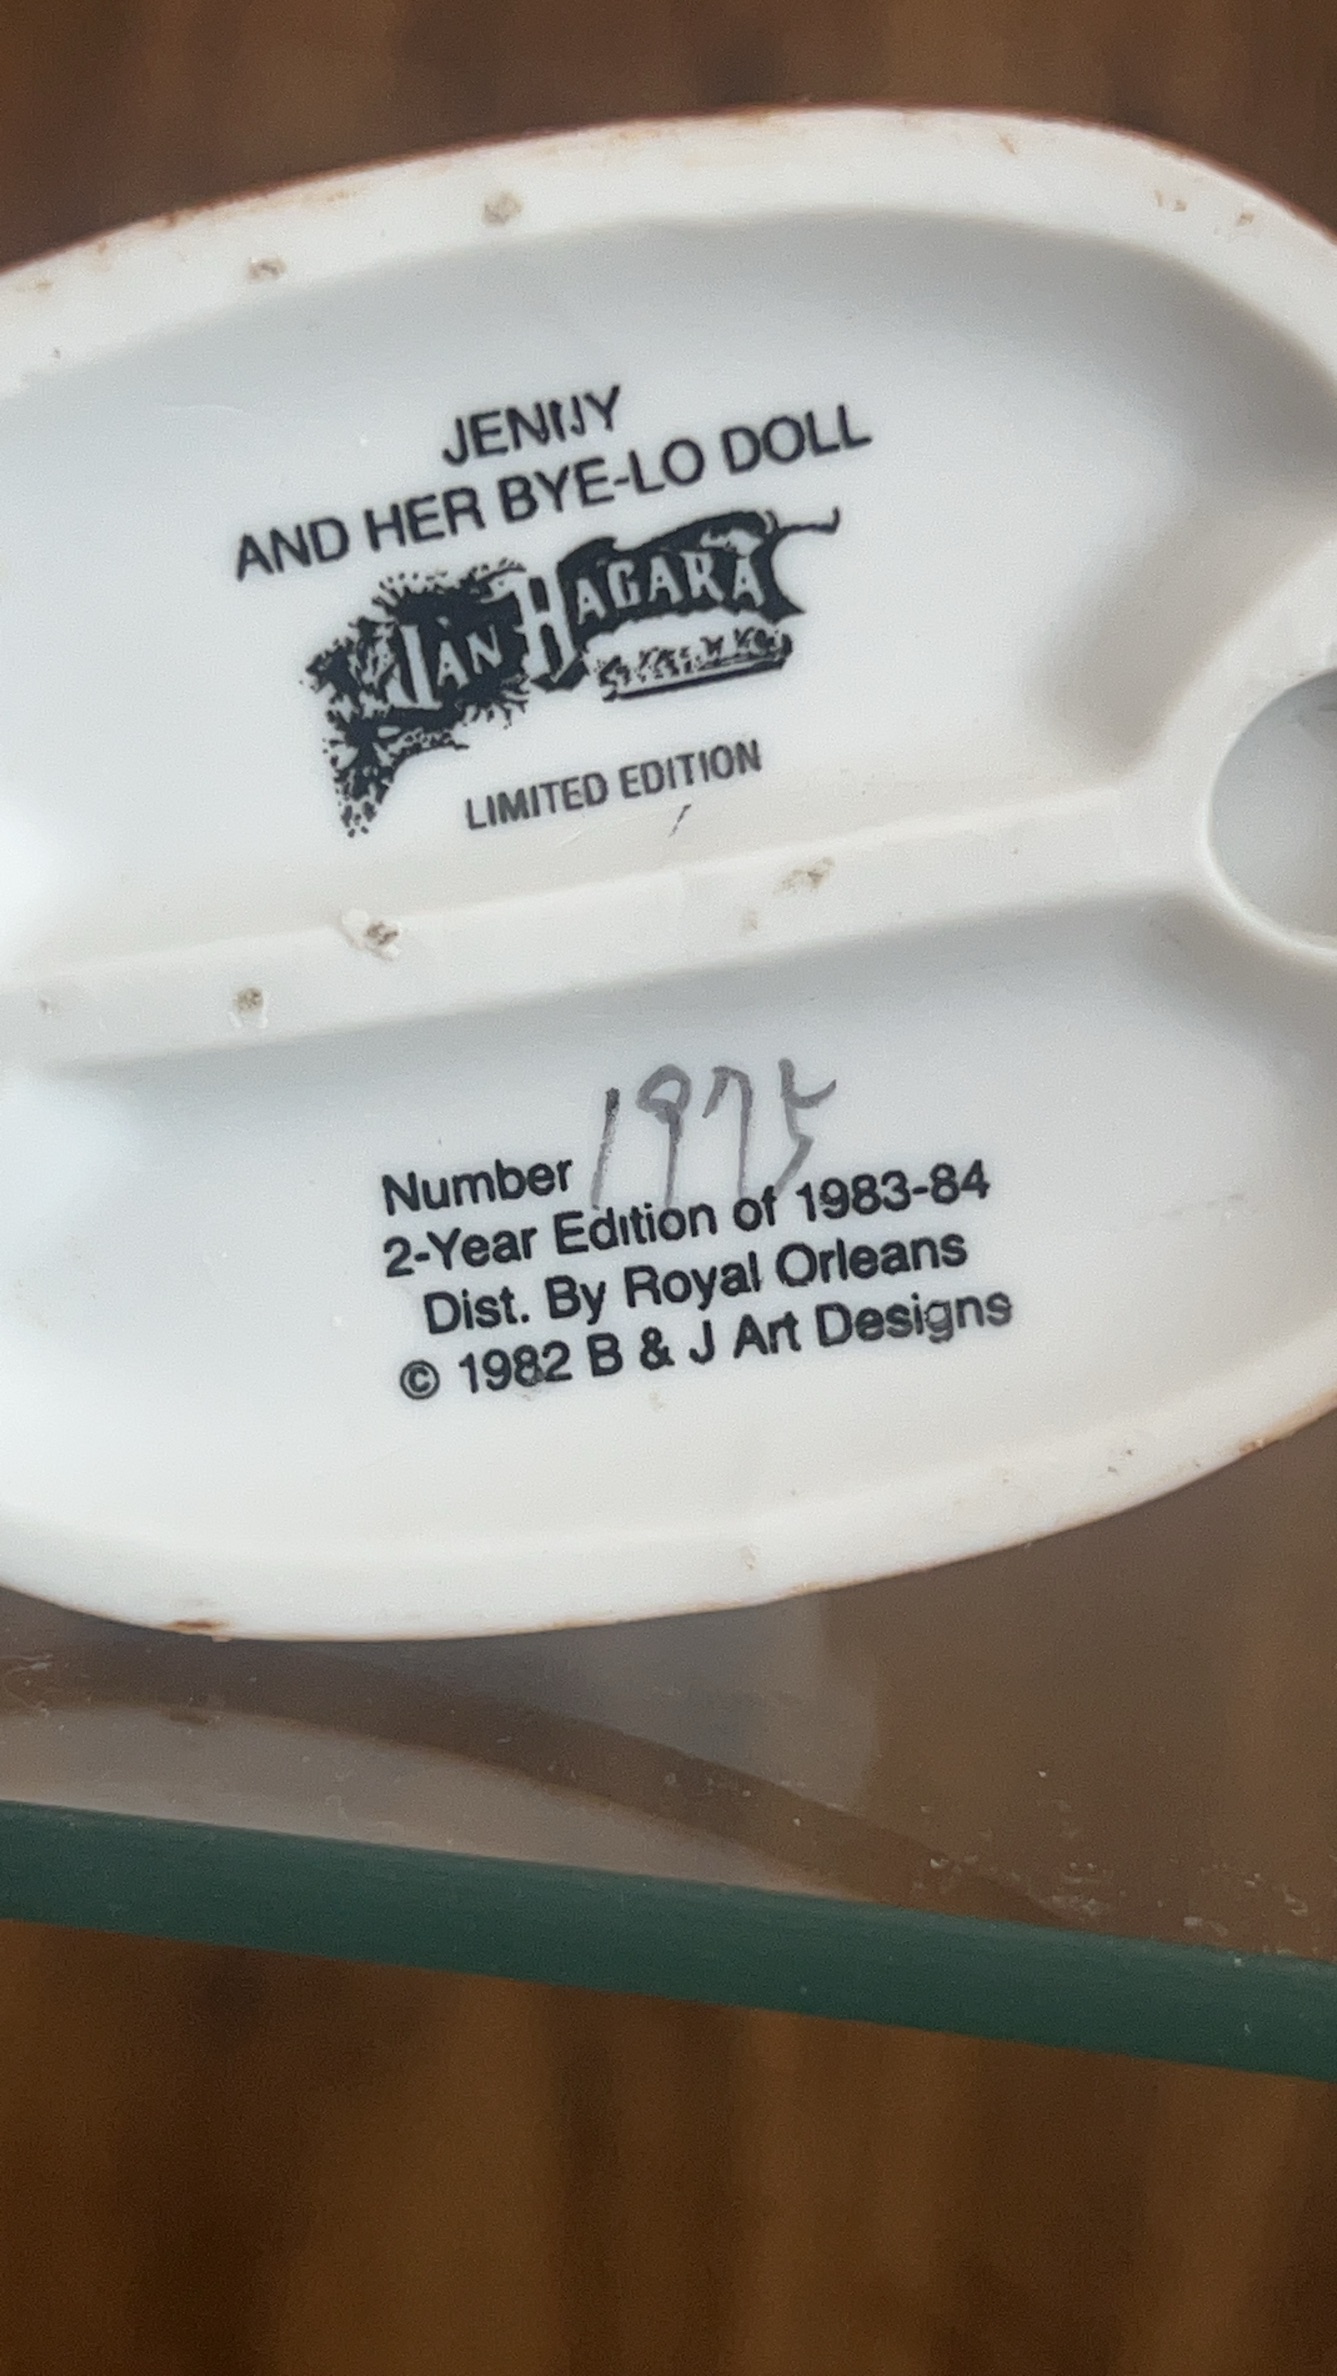 JENNY
AND HER BYE-LO DOLL
JAN HAGARA
LIMITED EDITION
Number 1975
2-Year Edition of 1983-84
Dist. By Royal Orleans
© 1982 B & J Art Designs